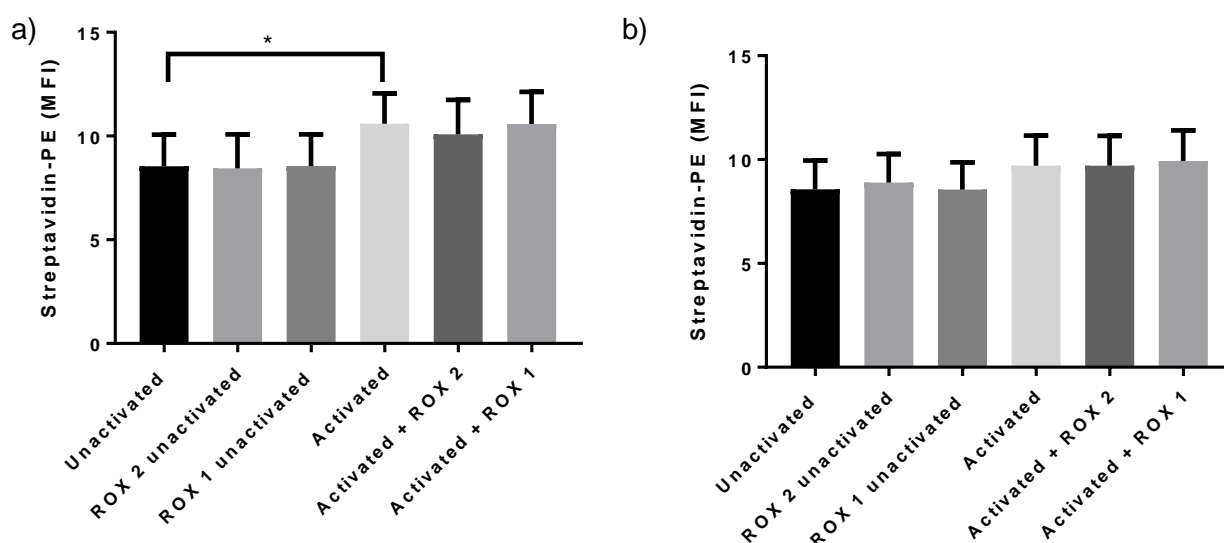 a)
Streptavidin-PE (MFI)
15
10
5
0
*
Unactivated
ROX 2 unactivated
ROX 1 unactivated
Activated
Activated + ROX 2
Activated + ROX 1
b)
Streptavidin-PE (MFI)
15
10
5
0
Unactivated
ROX 2 unactivated
ROX 1 unactivated
Activated
Activated + ROX 2
Activated + ROX 1